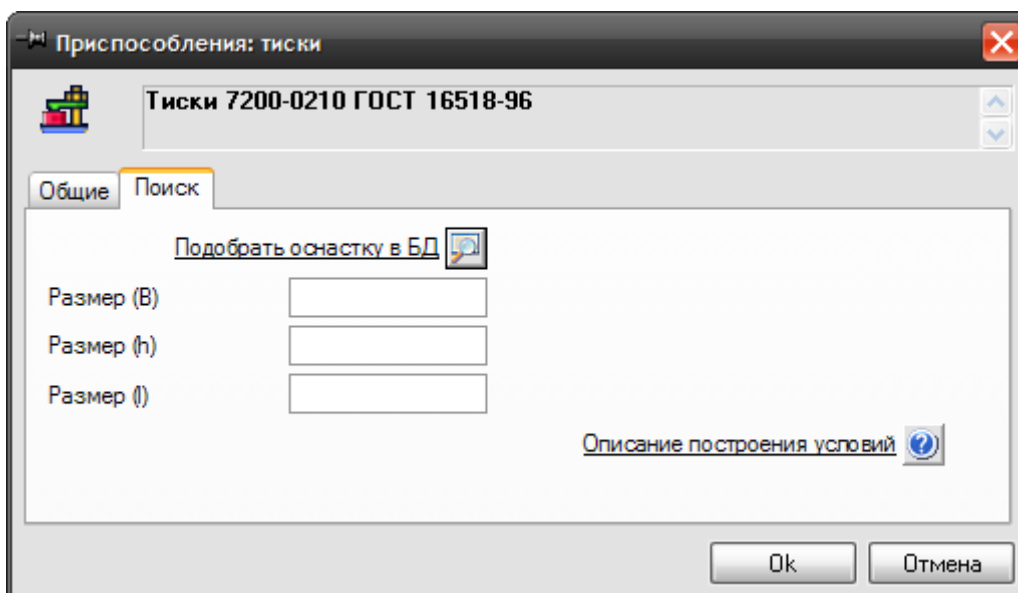 Приспособления: тиски
Тиски 7200-0210 ГОСТ 16518-96
Общие Поиск
Подобрать оснастку в БД
Размер (B)
Размер (h)
Размер (l)
Описание построения условий
Ok Отмена